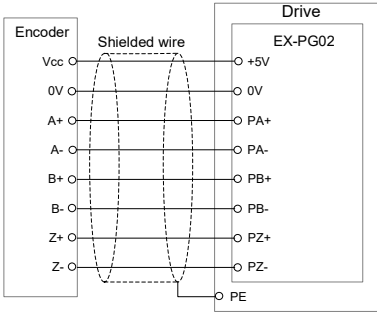 Drive
Encoder
Shielded wire
EX-PG02
Vcc
+5V
0V
0V
A+
PA+
A-
PA-
B+
PB+
B-
PB-
Z+
PZ+
Z-
PZ-
PE